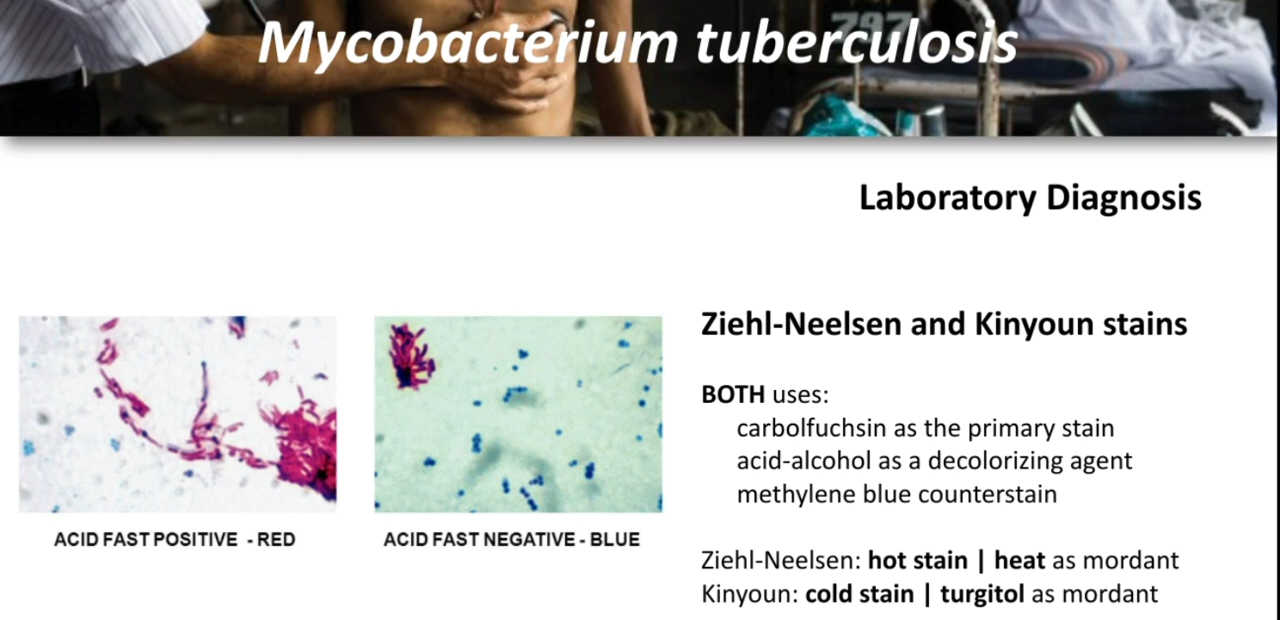 Mycobacterium tuberculosis
Laboratory Diagnosis
Ziehl-Neelsen and Kinyoun stains
BOTH uses:
carbolfuchsin as the primary stain
acid-alcohol as a decolorizing agent
methylene blue counterstain
ACID FAST POSITIVE - RED
ACID FAST NEGATIVE - BLUE
Ziehl-Neelsen: hot stain | heat as mordant
Kinyoun: cold stain | turgitol as mordant